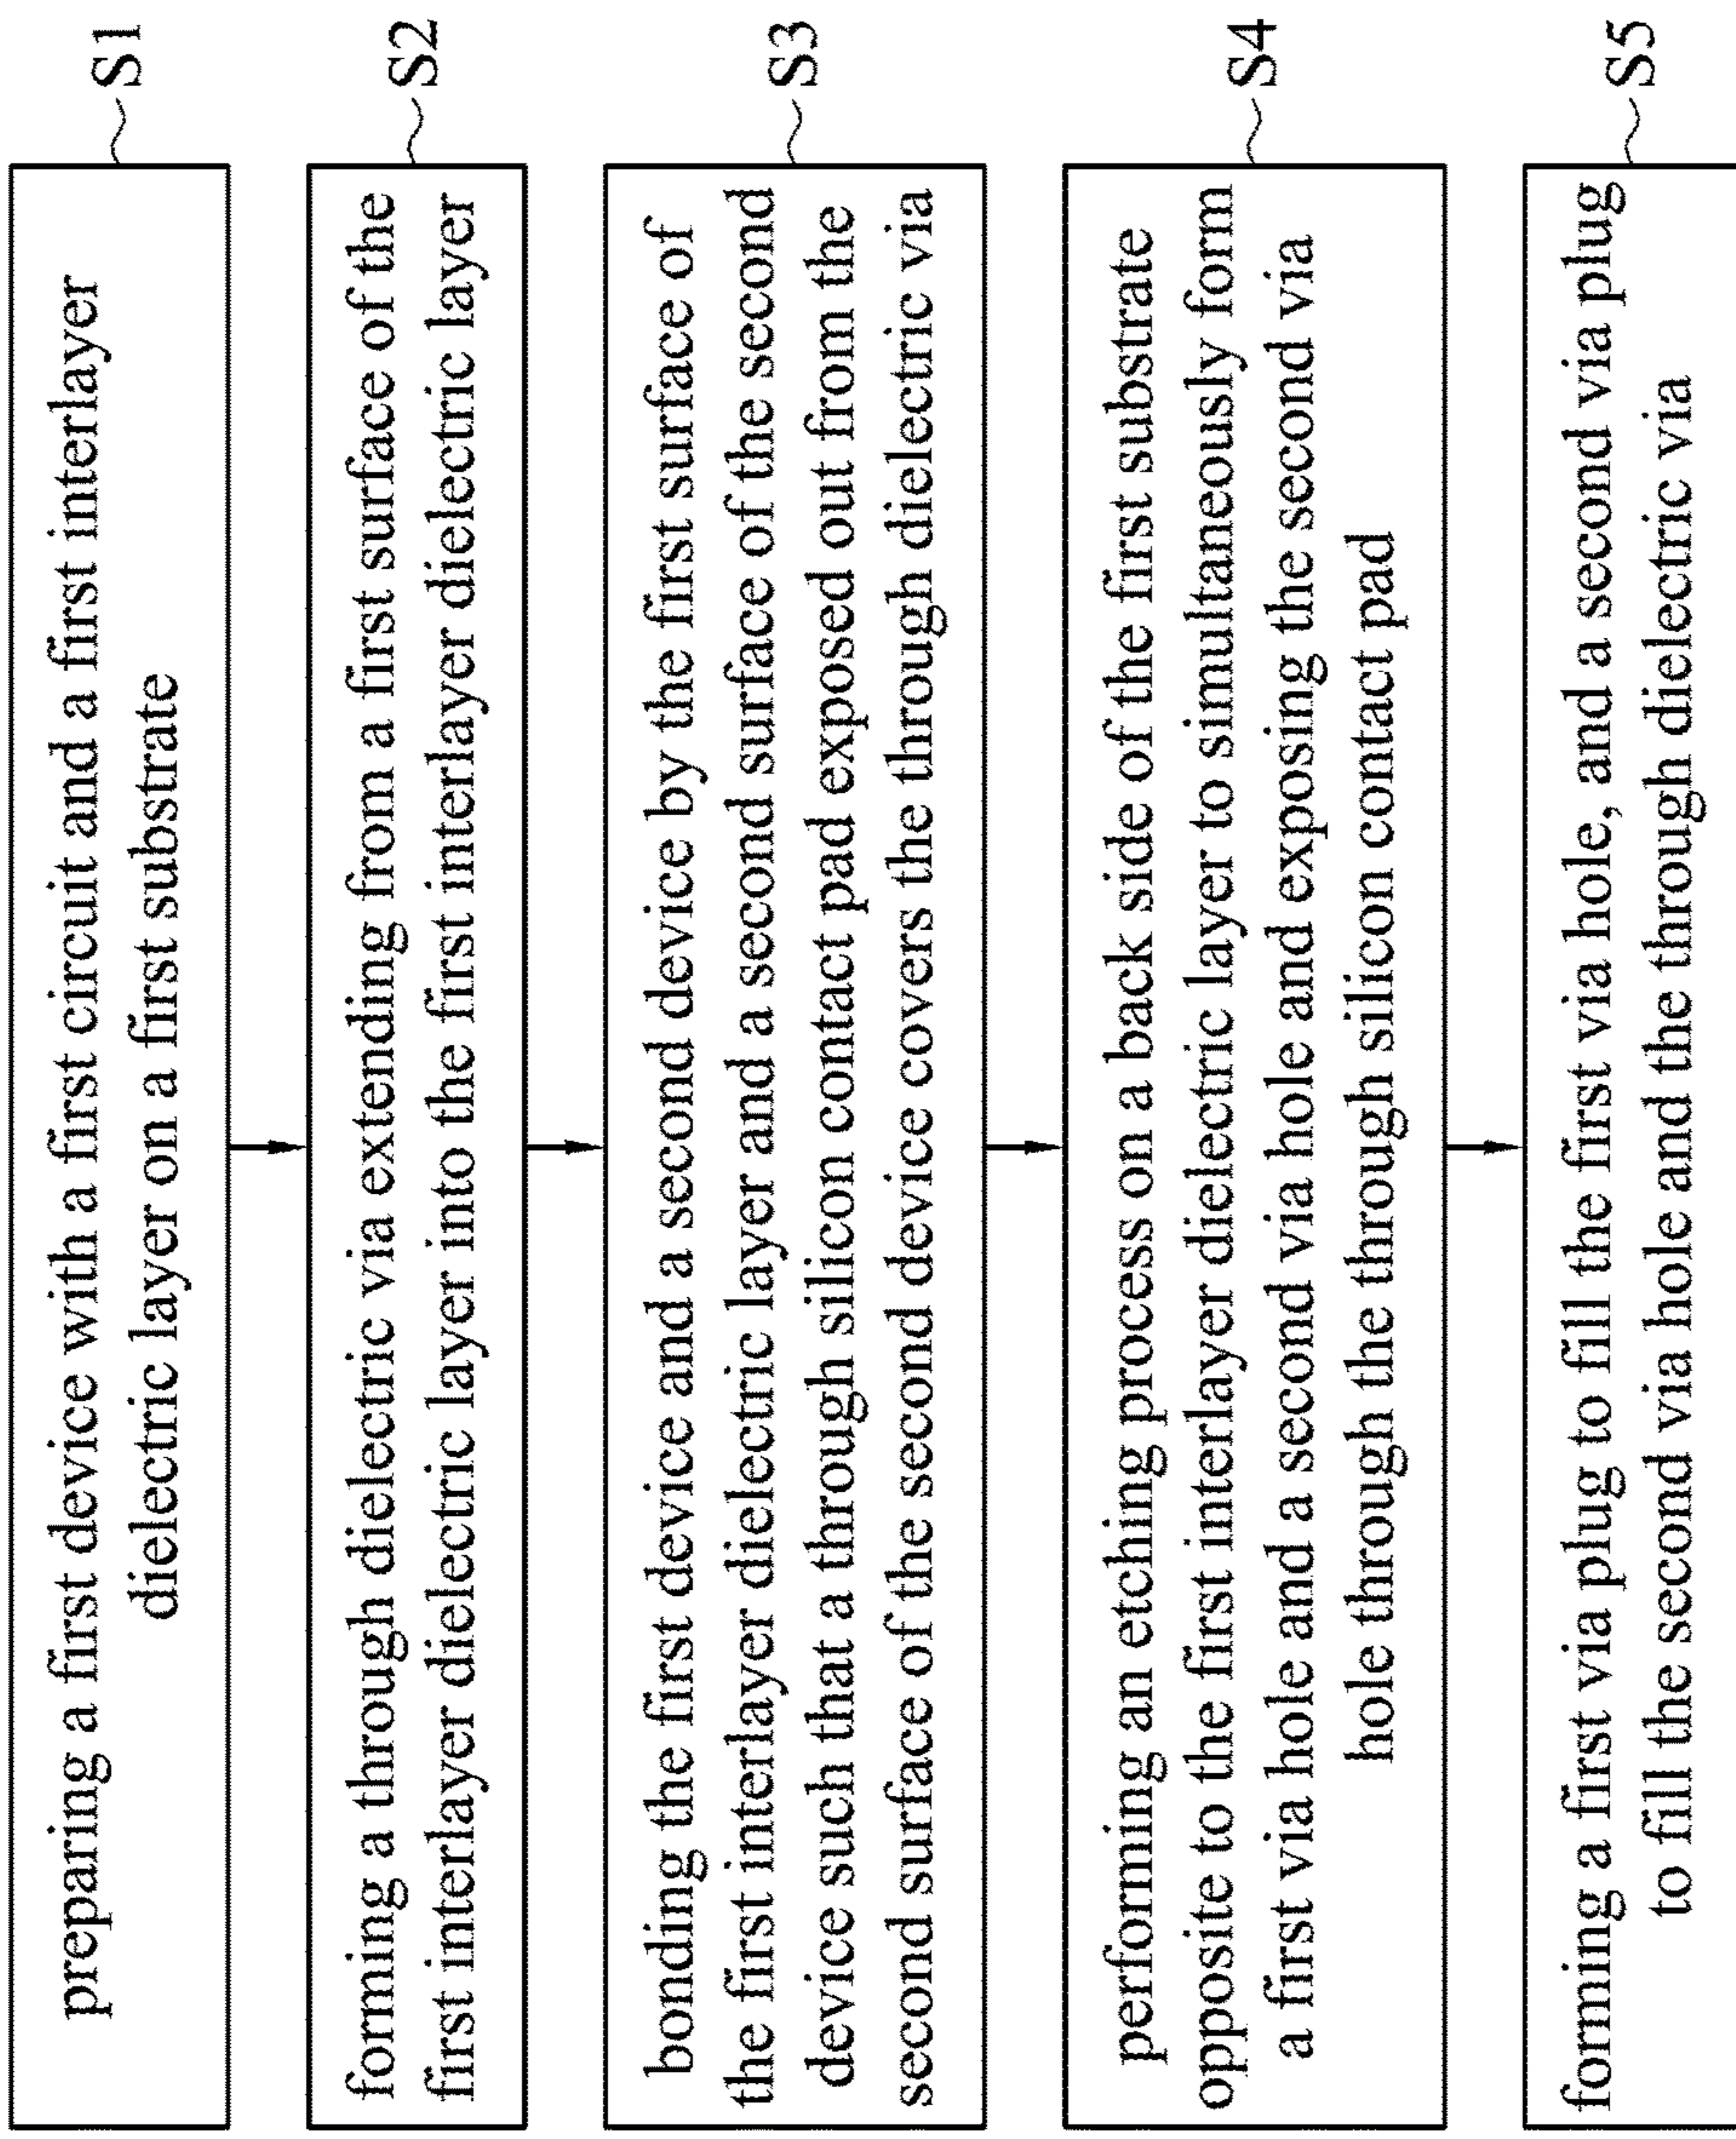 preparing a first device with a first circuit and a first interlayer
dielectric layer on a first substrate
S1
forming a through dielectric via extending from a first surface of the
first interlayer dielectric layer into the first interlayer dielectric layer
S2
bonding the first device and a second device by the first surface of
the first interlayer dielectric layer and a second surface of the second
device such that a through silicon contact pad exposed out from the
second surface of the second device covers the through dielectric via
S3
performing an etching process on a back side of the first substrate
opposite to the first interlayer dielectric layer to simultaneously form
a first via hole and a second via hole and exposing the second via
hole through the through silicon contact pad
S4
forming a first via plug to fill the first via hole, and a second via plug
to fill the second via hole and the through dielectric via
S5